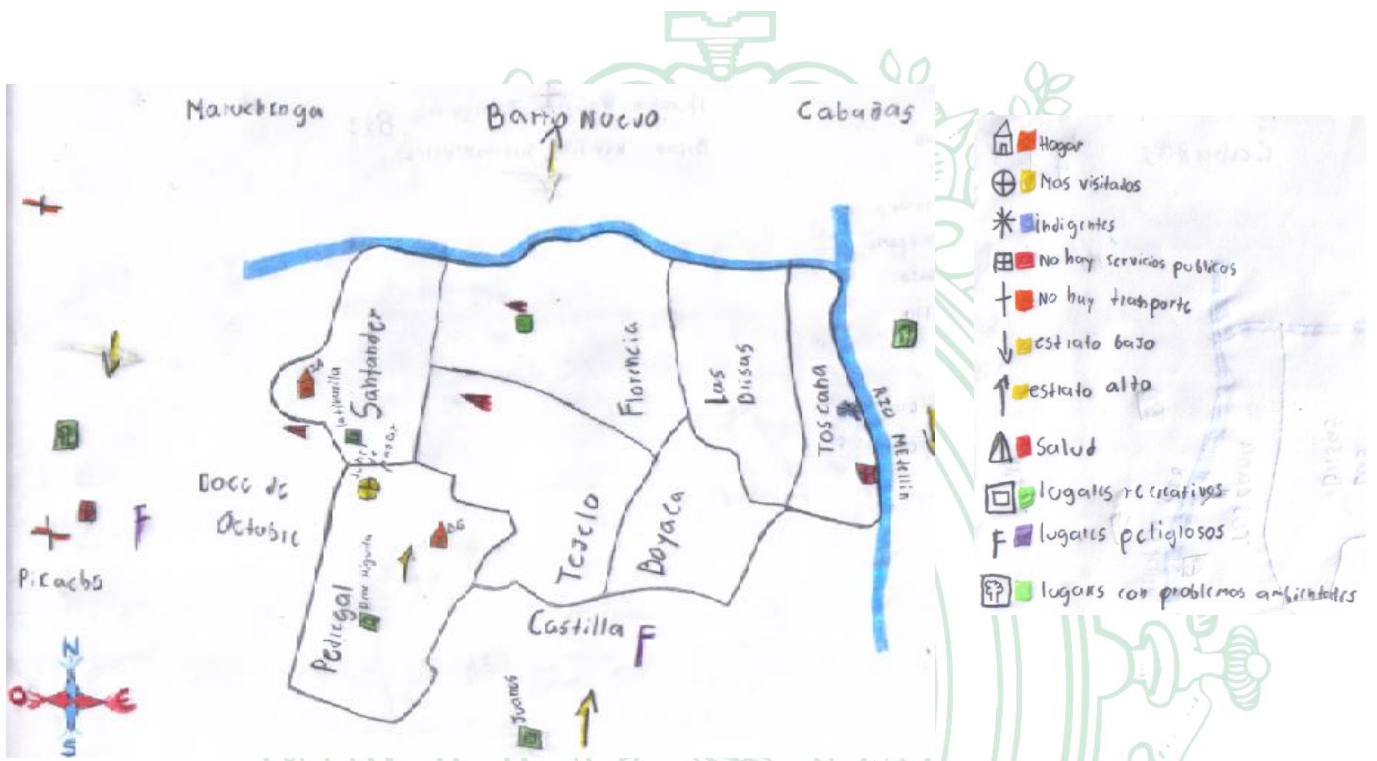 Maruchenga
Barrio NUEVO
Cabañas
Santander
Florencia
Las
Brisas
Toscana
RIO
MEDELLIN
DOCE de
Octubre
Tejelo
Boyaca
Pedregal
Picacho
Castilla
Juanes
N
O
E
S
F
F
Hogar
Mas visitados
indigentes
No hay servicios publicos
No hay trasporte
estrato bajo
estrato alto
Salud
lugares recreativos
F lugares peligrosos
lugares con problemas ambientales